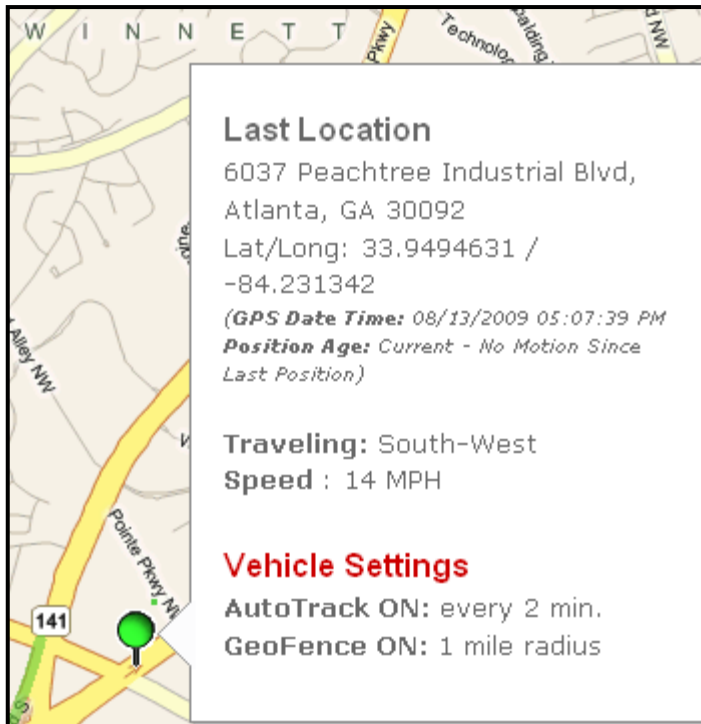 W I N N E T T
Pkwy
Technolog
palding
d NW
Last Location
6037 Peachtree Industrial Blvd,
Atlanta, GA 30092
Lat/Long: 33.9494631 /
-84.231342
(GPS Date Time: 08/13/2009 05:07:39 PM
Position Age: Current - No Motion Since
Last Position)
Alley NW
Traveling: South-West
Speed : 14 MPH
Pointe Pkwy NW
Vehicle Settings
AutoTrack ON: every 2 min.
GeoFence ON: 1 mile radius
141